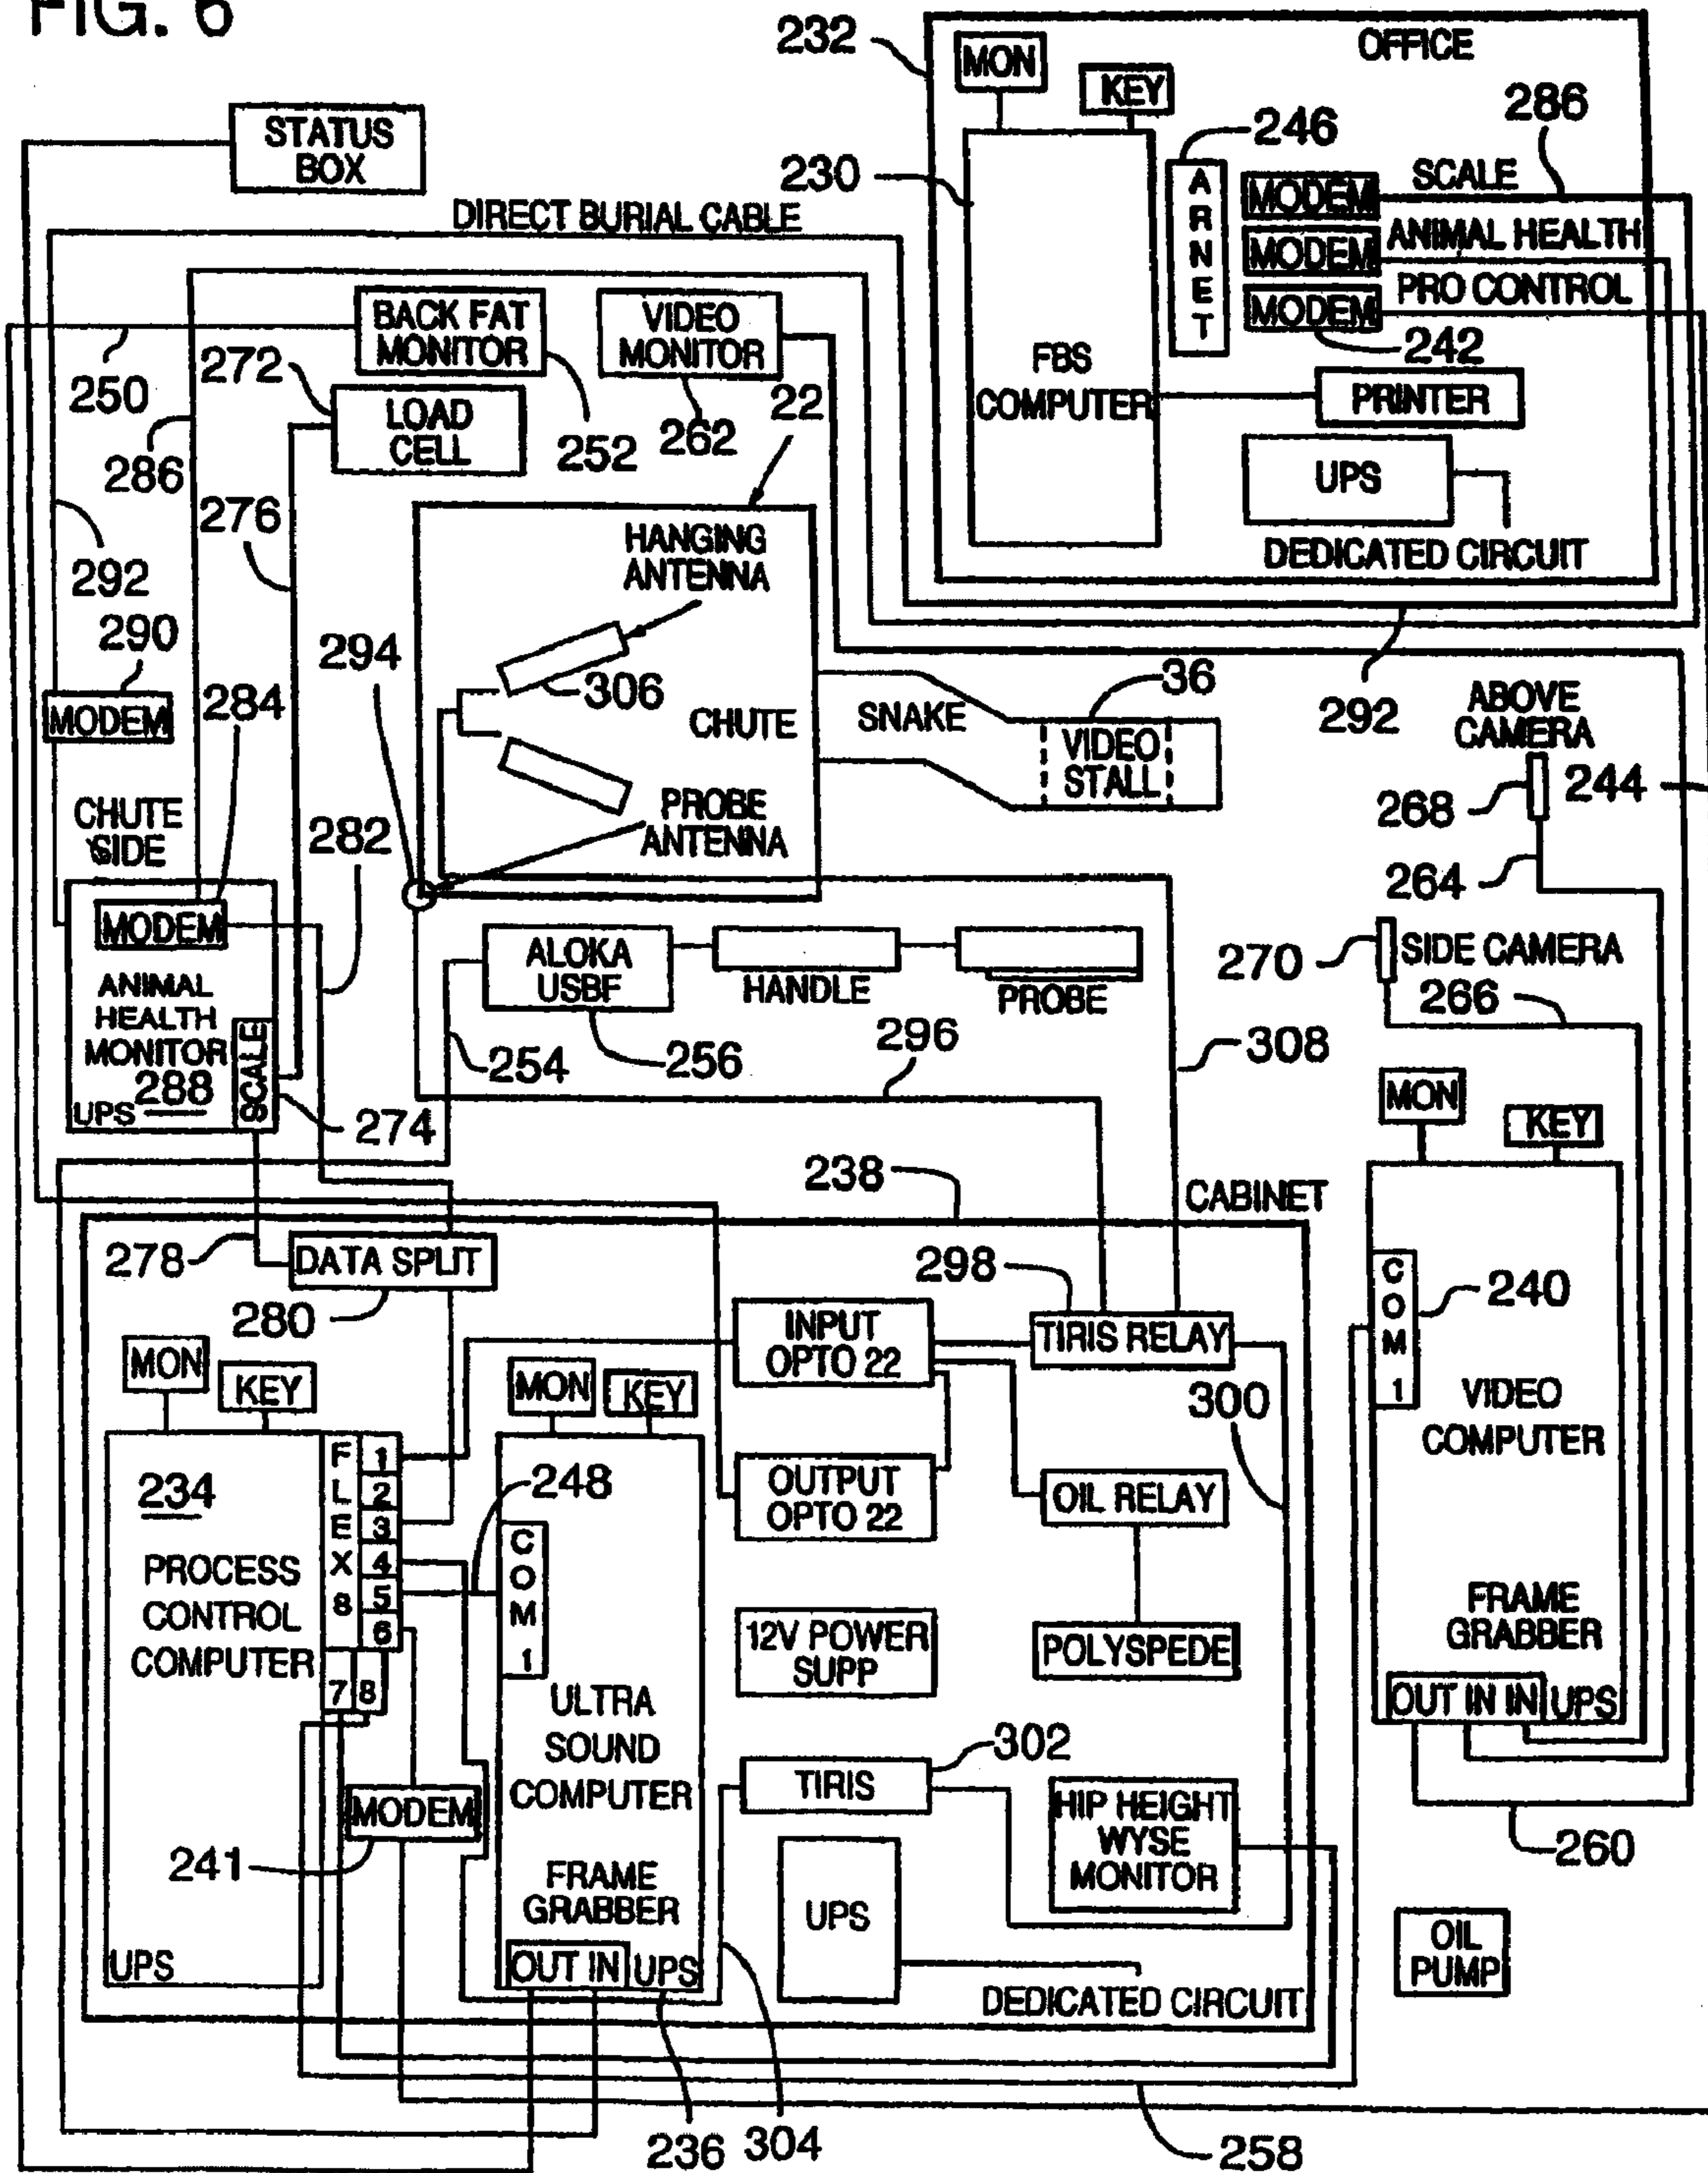 FIG. 6
232
MON
KEY
OFFICE
STATUS
BOX
246
286
230
ARNET
MODEM
SCALE
DIRECT BURIAL CABLE
MODEM
ANIMAL HEALTH
MODEM
PRO CONTROL
BACK FAT
MONITOR
VIDEO
MONITOR
242
FBS
COMPUTER
250
272
LOAD
CELL
252
262
22
PRINTER
286
UPS
276
HANGING
ANTENNA
DEDICATED CIRCUIT
292
290
294
306
36
MODEM
284
CHUTE
SNAKE
VIDEO
STALL
292
ABOVE
CAMERA
268
244
CHUTE
SIDE
282
PROBE
ANTENNA
264
MODEM
ANIMAL
HEALTH
MONITOR
288
UPS
SCALE
274
ALOKA
USBF
HANDLE
PROBE
270
SIDE CAMERA
266
254
256
296
308
MON
KEY
238
CABINET
278
DATA SPLIT
280
298
COM 1
240
INPUT
OPTO 22
TIRIS RELAY
MON
KEY
MON
KEY
300
VIDEO
COMPUTER
234
FLEX 8
1
2
3
4
5
6
7
8
248
OUTPUT
OPTO 22
OIL RELAY
PROCESS
CONTROL
COMPUTER
COM 1
12V POWER
SUPP
POLYSPEDE
FRAME
GRABBER
OUT IN IN
UPS
ULTRA
SOUND
COMPUTER
302
TIRIS
HIP HEIGHT
WYSE
MONITOR
MODEM
241
260
FRAME
GRABBER
UPS
OIL
PUMP
UPS
OUT IN
UPS
DEDICATED CIRCUIT
236
304
258